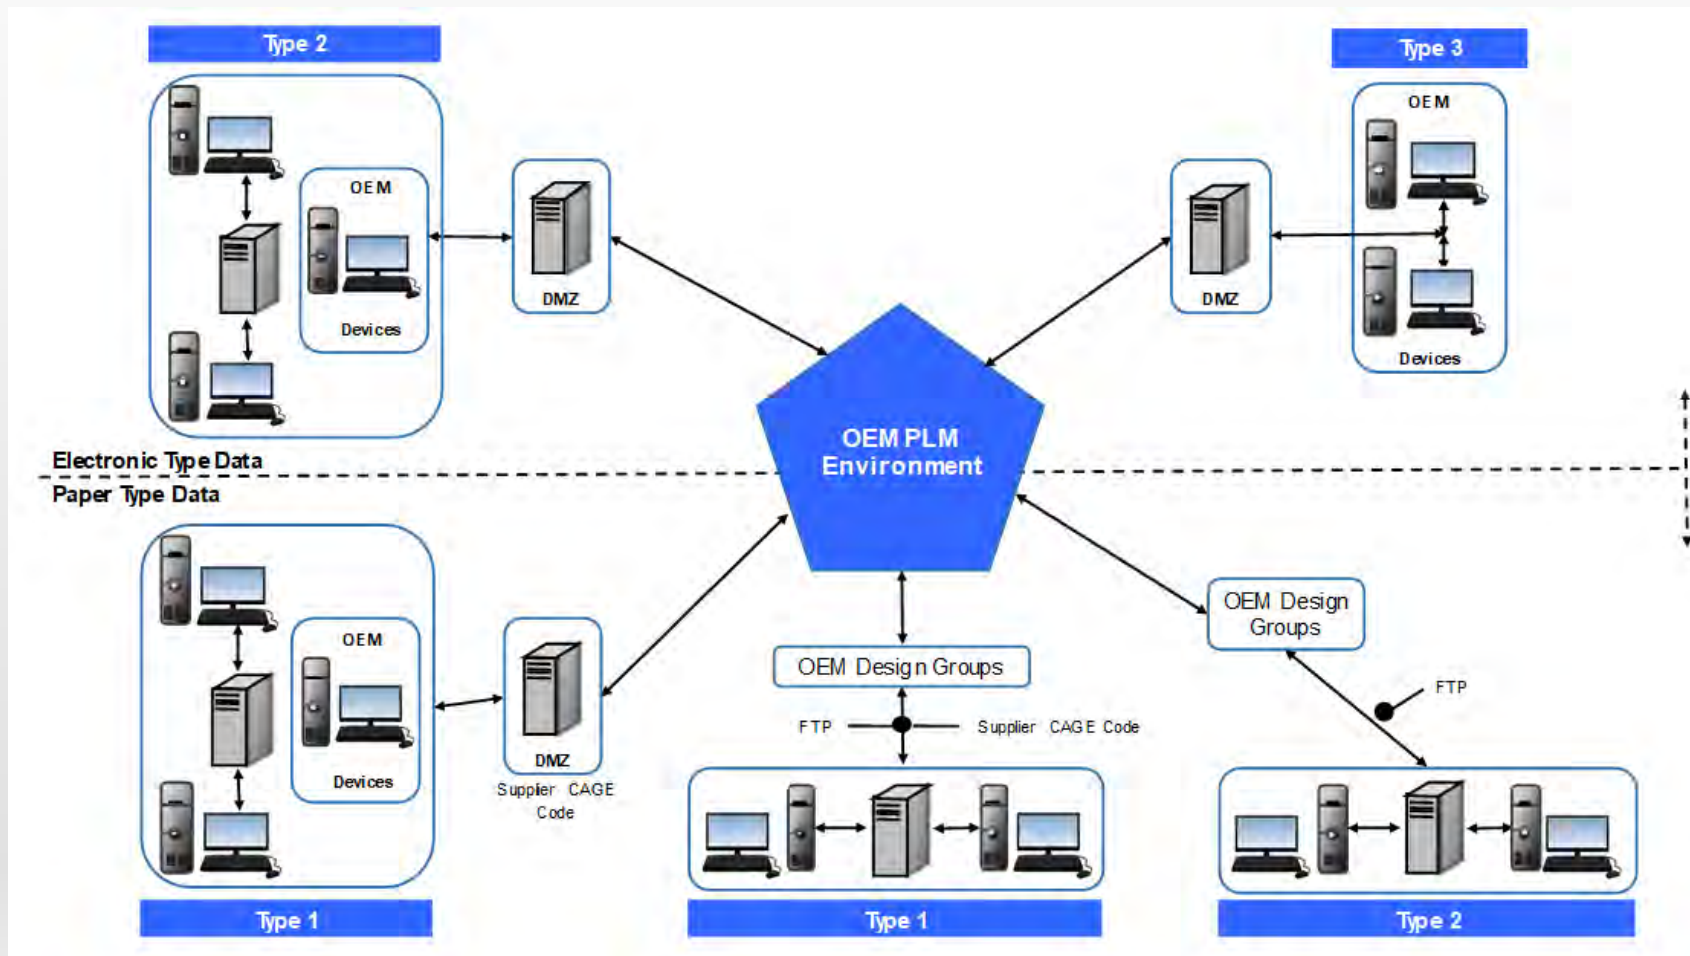 Type 2
Type 3
OEM
OEM
DMZ
DMZ
Devices
Devices
OEM PLM
Environment
Electronic Type Data
Paper Type Data
OEM Design
Groups
OEM
OEM Design Groups
FTP
FTP
Supplier CAGE Code
DMZ
Devices
Supplier CAGE
Code
Type 1
Type 1
Type 2